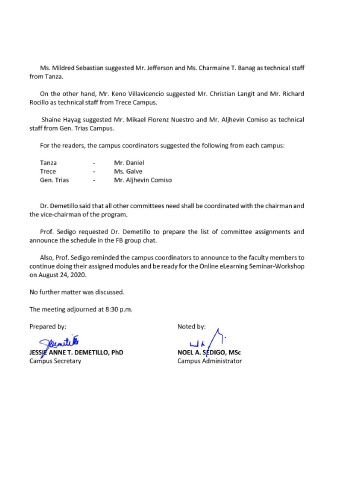 Ms. Mildred Sebastian suggested Mr. Jefferson and Ms. Charmaine T. Banag as technical staff
from Tanza.
On the other hand, Mr. Keno Villavicencio suggested Mr. Christian Langit and Mr. Richard
Rocillo as technical staff from Trece Campus.
Shaine Hayag suggested Mr. Mikael Florenz Nuestro and Mr. Aljhevin Comiso as technical
staff from Gen. Trias Campus.
For the readers, the campus coordinators suggested the following from each campus:
Tanza - Mr. Daniel
Trece - Ms. Galve
Gen. Trias - Mr. Aljhevin Comiso
Dr. Demetillo said that all other committees need shall be coordinated with the chairman and
the vice-chairman of the program.
Prof. Sedigo requested Dr. Demetillo to prepare the list of committee assignments and
announce the schedule in the FB group chat.
Also, Prof. Sedigo reminded the campus coordinators to announce to the faculty members to
continue doing their assigned modules and be ready for the Online eLearning Seminar-Workshop
on August 24, 2020.
No further matter was discussed.
The meeting adjourned at 8:30 p.m.
Prepared by: Noted by:
JESSIE ANNE T. DEMETILLO, PhD NOEL A. SEDIGO, MSc
Campus Secretary Campus Administrator